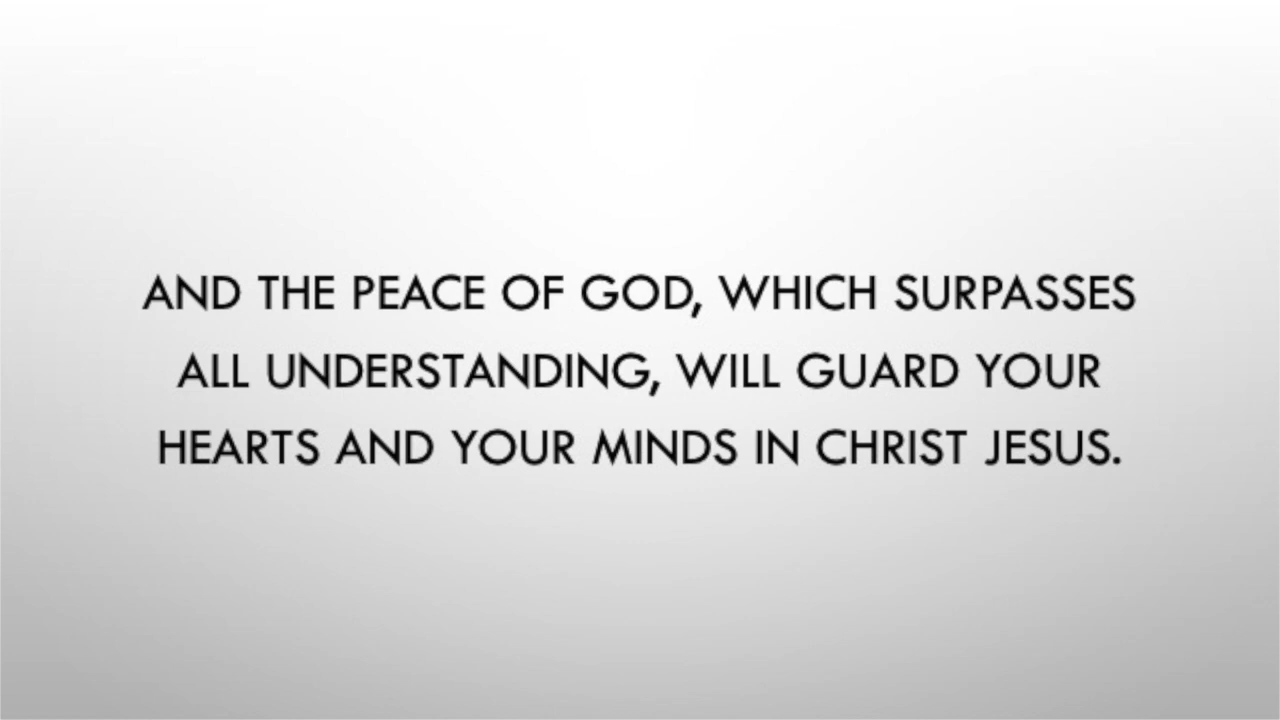 AND THE PEACE OF GOD, WHICH SURPASSES
ALL UNDERSTANDING, WILL GUARD YOUR
HEARTS AND YOUR MINDS IN CHRIST JESUS.